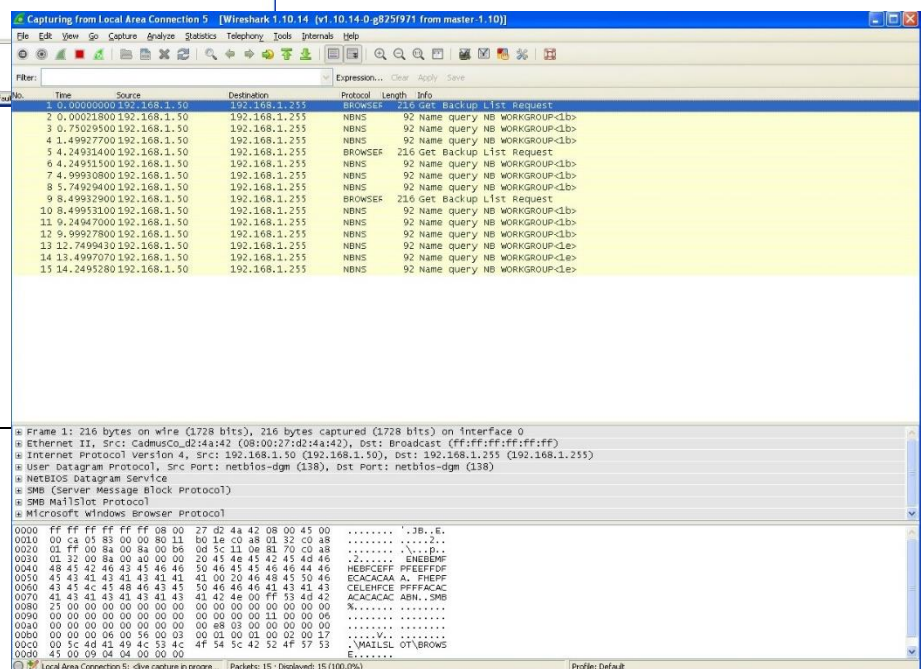 Capturing from Local Area Connection 5 [Wireshark 1.10.14 (v1.10.14-0-g825f971 from master-1.10)]
File Edit View Go Capture Analyze Statistics Telephony Tools Internals Help
Filter: Expression... Clear Apply Save
No. Time Source Destination Protocol Length Info
1 0.00000000 192.168.1.50 192.168.1.255 BROWSER 216 Get Backup List Request
2 0.00021800 192.168.1.50 192.168.1.255 NBNS 92 Name query NB WORKGROUP<1b>
3 0.75029500 192.168.1.50 192.168.1.255 NBNS 92 Name query NB WORKGROUP<1b>
4 1.49927700 192.168.1.50 192.168.1.255 NBNS 92 Name query NB WORKGROUP<1b>
5 4.24931400 192.168.1.50 192.168.1.255 BROWSER 216 Get Backup List Request
6 4.24951500 192.168.1.50 192.168.1.255 NBNS 92 Name query NB WORKGROUP<1b>
7 4.99930800 192.168.1.50 192.168.1.255 NBNS 92 Name query NB WORKGROUP<1b>
8 5.74929400 192.168.1.50 192.168.1.255 NBNS 92 Name query NB WORKGROUP<1b>
9 8.49932900 192.168.1.50 192.168.1.255 BROWSER 216 Get Backup List Request
10 8.49953100 192.168.1.50 192.168.1.255 NBNS 92 Name query NB WORKGROUP<1b>
11 9.24947000 192.168.1.50 192.168.1.255 NBNS 92 Name query NB WORKGROUP<1b>
12 9.99927800 192.168.1.50 192.168.1.255 NBNS 92 Name query NB WORKGROUP<1b>
13 12.7499430 192.168.1.50 192.168.1.255 NBNS 92 Name query NB WORKGROUP<1e>
14 13.4997070 192.168.1.50 192.168.1.255 NBNS 92 Name query NB WORKGROUP<1e>
15 14.2495280 192.168.1.50 192.168.1.255 NBNS 92 Name query NB WORKGROUP<1e>
Frame 1: 216 bytes on wire (1728 bits), 216 bytes captured (1728 bits) on interface 0
Ethernet II, Src: CadmusCo_d2:4a:42 (08:00:27:d2:4a:42), Dst: Broadcast (ff:ff:ff:ff:ff:ff)
Internet Protocol Version 4, Src: 192.168.1.50 (192.168.1.50), Dst: 192.168.1.255 (192.168.1.255)
User Datagram Protocol, Src Port: netbios-dgm (138), Dst Port: netbios-dgm (138)
NetBIOS Datagram Service
SMB (Server Message Block Protocol)
SMB MailSlot Protocol
Microsoft Windows Browser Protocol
0000 ff ff ff ff ff ff 08 00 27 d2 4a 42 08 00 45 00 ........ '.JB..E.
0010 00 ca 05 83 00 00 80 11 b0 1e c0 a8 01 32 c0 a8 ........ .....2..
0020 01 ff 00 8a 00 8a 00 b6 0d 5c 11 0e 81 70 c0 a8 ........ .\...p..
0030 01 32 00 8a 00 a0 00 00 20 45 4e 45 42 45 4d 46 .2......  ENEBEMF
0040 48 45 42 46 43 45 46 46 50 46 45 45 46 46 44 46 HEBFCEFF PFEEFFDF
0050 45 43 41 43 41 43 41 41 41 00 20 46 48 45 50 46 ECACACAA A. FHEPF
0060 43 45 4c 45 48 46 43 45 50 46 46 46 41 43 41 43 CELEHFCE PFFFACAC
0070 41 43 41 43 41 43 41 43 41 42 4e 00 ff 53 4d 42 ACACACAC ABN..SMB
0080 25 00 00 00 00 00 00 00 00 00 00 00 00 00 00 00 %....... ........
0090 00 00 00 00 00 00 00 00 00 00 00 00 11 00 00 06 ........ ........
00a0 00 00 00 00 00 00 00 00 00 e8 03 00 00 00 00 00 ........ ........
00b0 00 00 00 06 00 56 00 03 00 01 00 01 00 02 00 17 .....V.. ........
00c0 00 5c 4d 41 49 4c 53 4c 4f 54 5c 42 52 4f 57 53 .\MAILSL OT\BROWS
00d0 45 00 09 04 04 00 00 00 E.......
Local Area Connection 5: <live capture in progre... Packets: 15 · Displayed: 15 (100.0%) Profile: Default